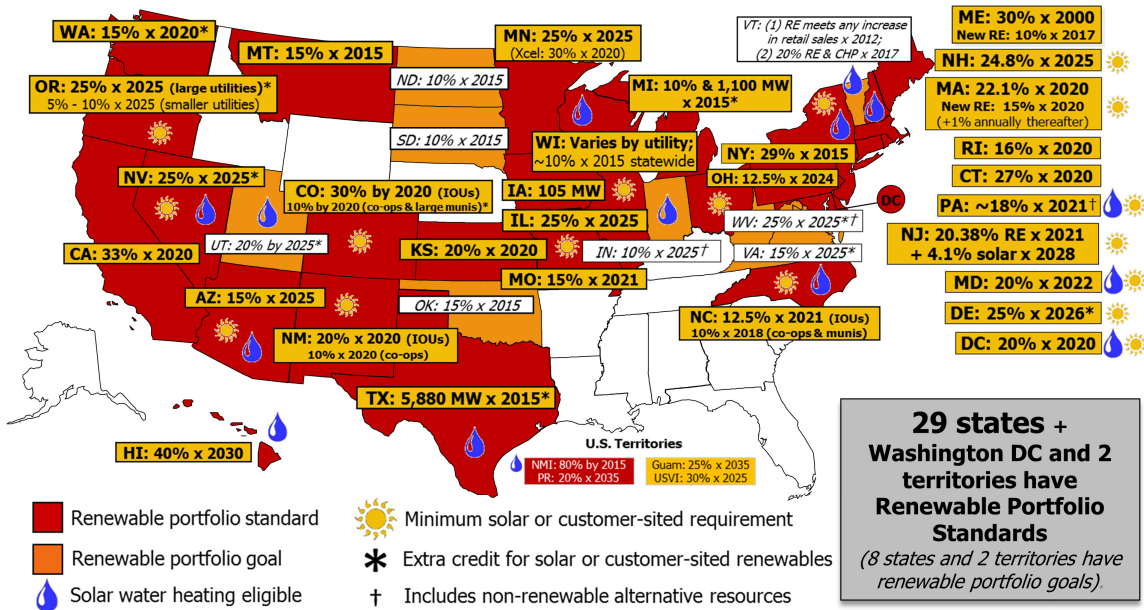 WA: 15% x 2020*
MT: 15% x 2015
MN: 25% x 2025
(Xcel: 30% x 2020)
VT: (1) RE meets any increase
in retail sales x 2012;
(2) 20% RE & CHP x 2017
ME: 30% x 2000
New RE: 10% x 2017
NH: 24.8% x 2025
OR: 25% x 2025 (large utilities)*
5% - 10% x 2025 (smaller utilities)
ND: 10% x 2015
MI: 10% & 1,100 MW
x 2015*
MA: 22.1% x 2020
New RE: 15% x 2020
(+1% annually thereafter)
SD: 10% x 2015
WI: Varies by utility;
~10% x 2015 statewide
NY: 29% x 2015
RI: 16% x 2020
CT: 27% x 2020
NV: 25% x 2025*
CO: 30% by 2020 (IOUs)
10% by 2020 (co-ops & large munis)*
IA: 105 MW
OH: 12.5% x 2024
DC
PA: ~18% x 2021†
IL: 25% x 2025
WV: 25% x 2025*†
NJ: 20.38% RE x 2021
+ 4.1% solar x 2028
UT: 20% by 2025*
CA: 33% x 2020
KS: 20% x 2020
IN: 10% x 2025†
VA: 15% x 2025*
MO: 15% x 2021
MD: 20% x 2022
AZ: 15% x 2025
OK: 15% x 2015
DE: 25% x 2026*
NM: 20% x 2020 (IOUs)
10% x 2020 (co-ops)
NC: 12.5% x 2021 (IOUs)
10% x 2018 (co-ops & munis)
DC: 20% x 2020
TX: 5,880 MW x 2015*
HI: 40% x 2030
U.S. Territories
NMI: 80% by 2015
PR: 20% x 2035
Guam: 25% x 2035
USVI: 30% x 2025
29 states +
Washington DC and 2
territories have
Renewable Portfolio
Standards
(8 states and 2 territories have
renewable portfolio goals).
Renewable portfolio standard
Renewable portfolio goal
Solar water heating eligible
Minimum solar or customer-sited requirement
* Extra credit for solar or customer-sited renewables
† Includes non-renewable alternative resources